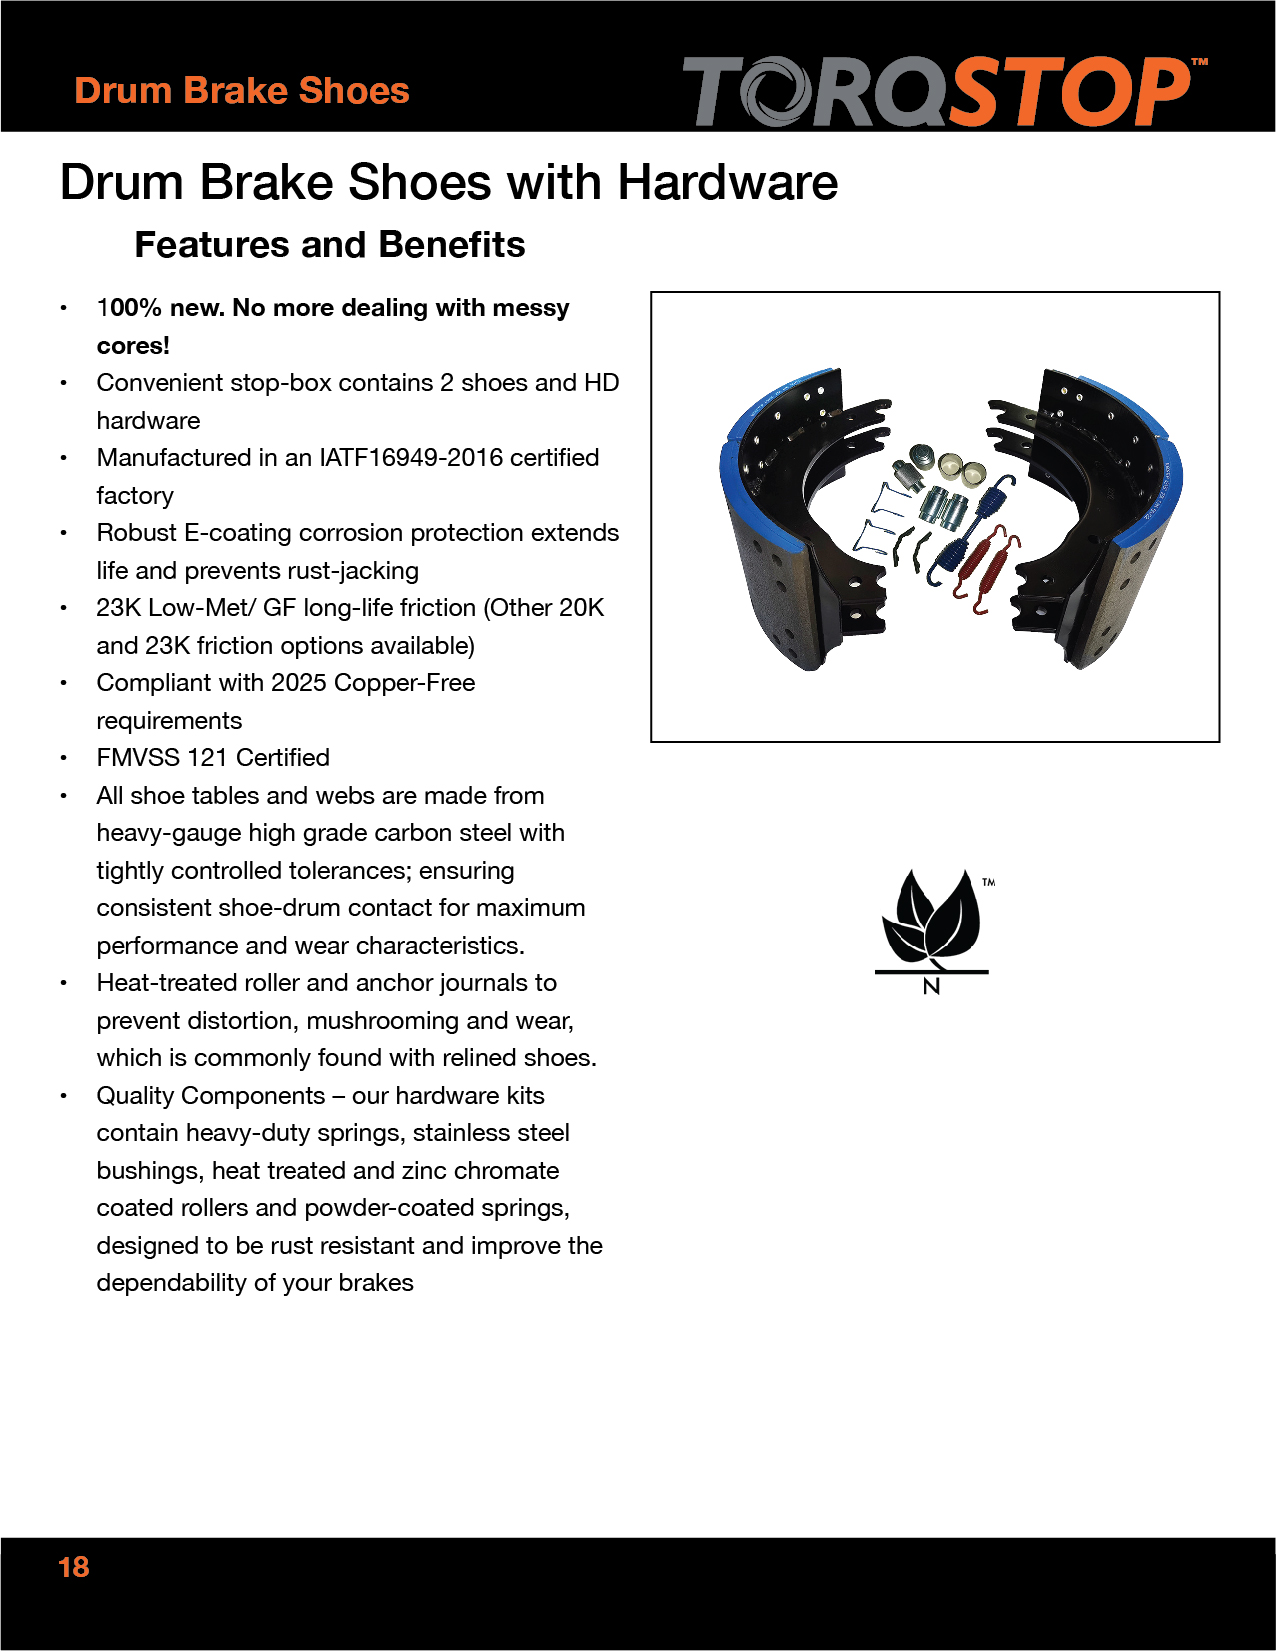 Drum Brake Shoes
TORQSTOP™
Drum Brake Shoes with Hardware
Features and Benefits
• 100% new. No more dealing with messy
cores!
• Convenient stop-box contains 2 shoes and HD
hardware
• Manufactured in an IATF16949-2016 certified
factory
• Robust E-coating corrosion protection extends
life and prevents rust-jacking
• 23K Low-Met/ GF long-life friction (Other 20K
and 23K friction options available)
• Compliant with 2025 Copper-Free
requirements
• FMVSS 121 Certified
• All shoe tables and webs are made from
heavy-gauge high grade carbon steel with
tightly controlled tolerances; ensuring
consistent shoe-drum contact for maximum
performance and wear characteristics.
• Heat-treated roller and anchor journals to
prevent distortion, mushrooming and wear,
which is commonly found with relined shoes.
• Quality Components – our hardware kits
contain heavy-duty springs, stainless steel
bushings, heat treated and zinc chromate
coated rollers and powder-coated springs,
designed to be rust resistant and improve the
dependability of your brakes
™
N
18